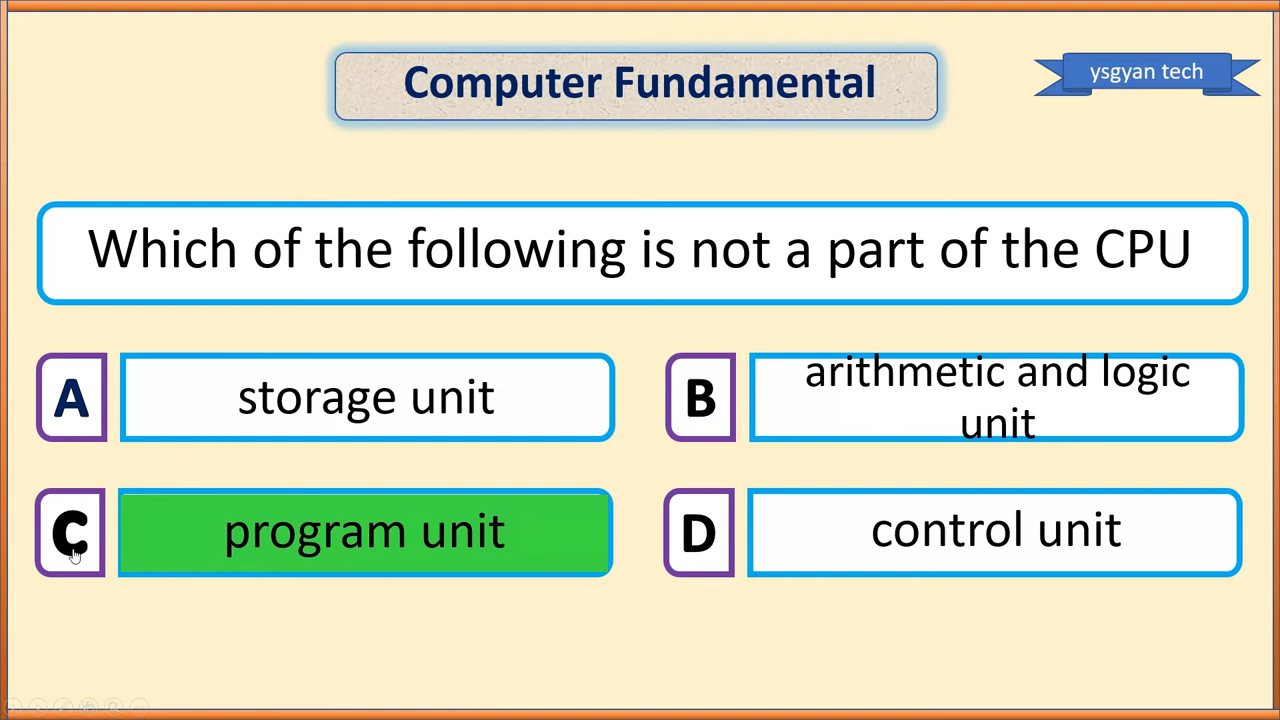 Computer Fundamental
ysgyan tech
Which of the following is not a part of the CPU
A
storage unit
B
arithmetic and logic
unit
C
program unit
D
control unit